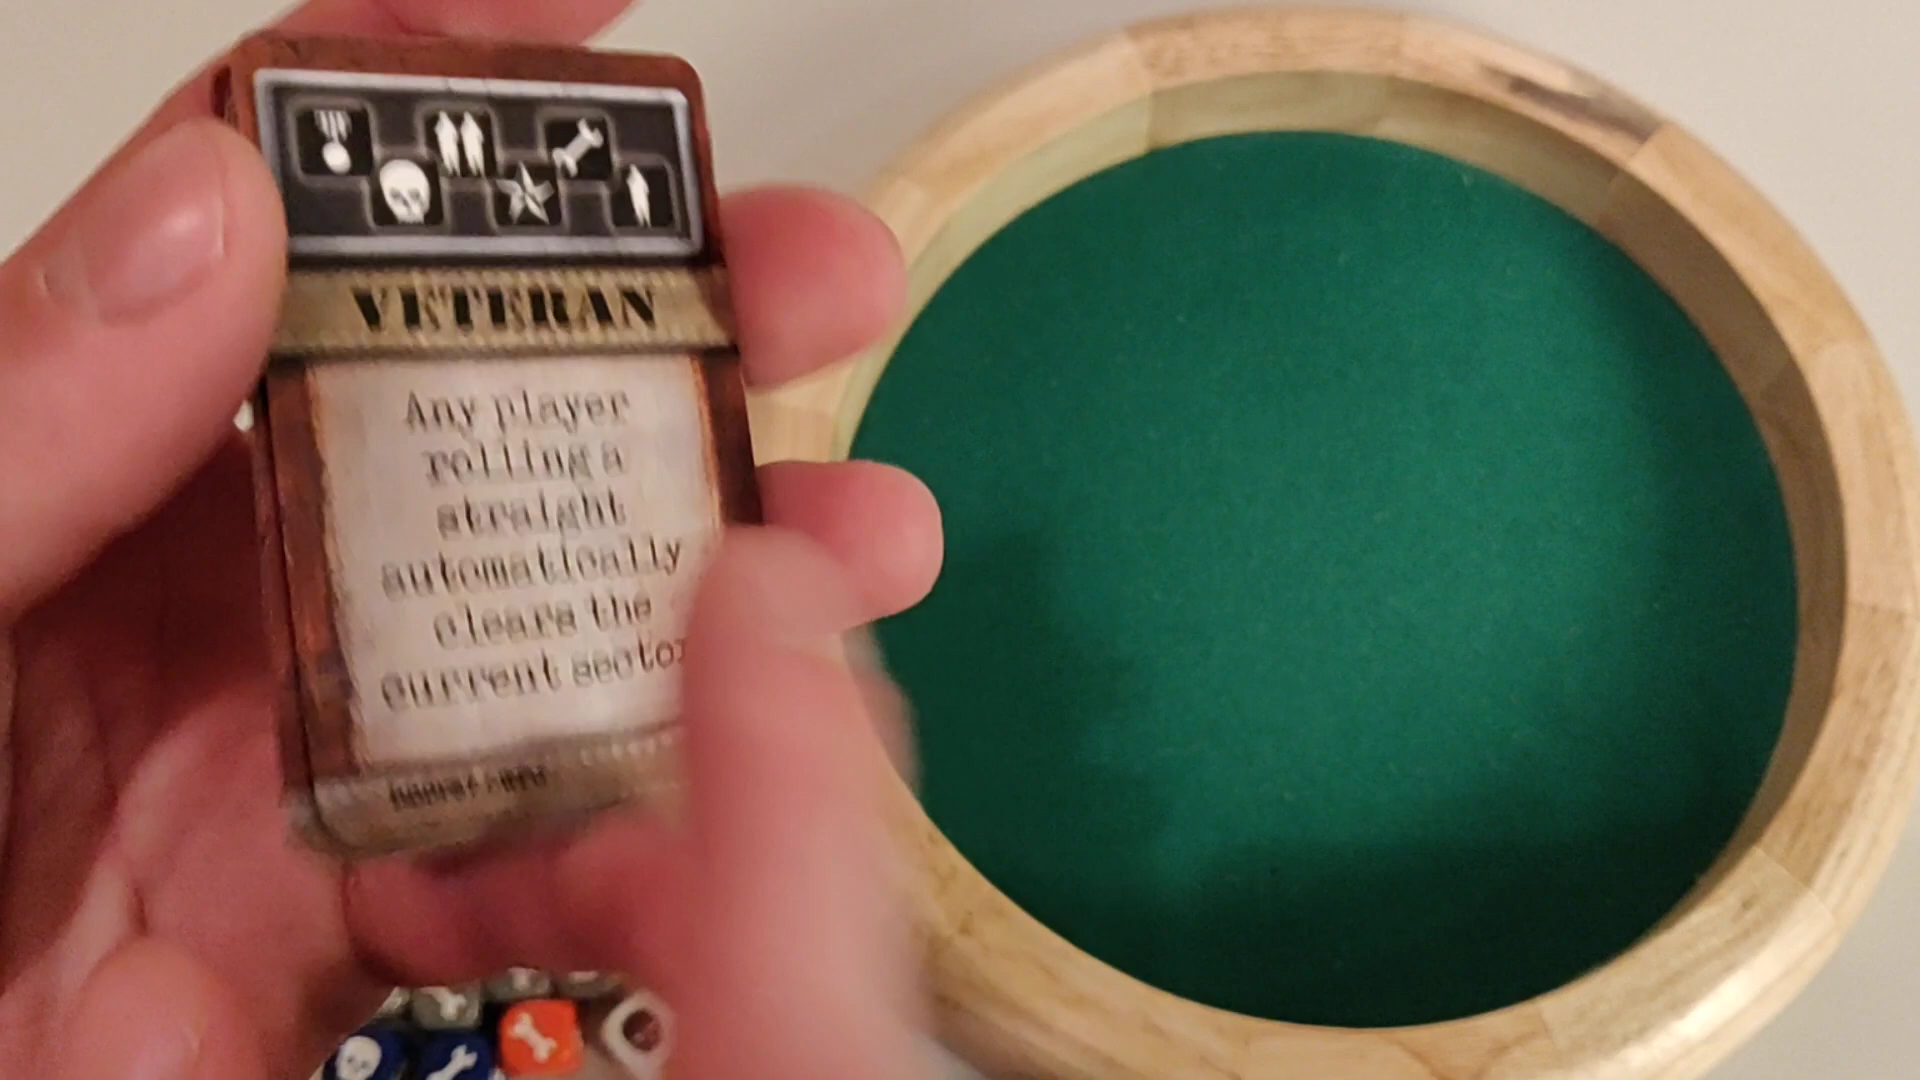 VETERAN
Any player
rolling a
straight
automatically
clears the
current sector